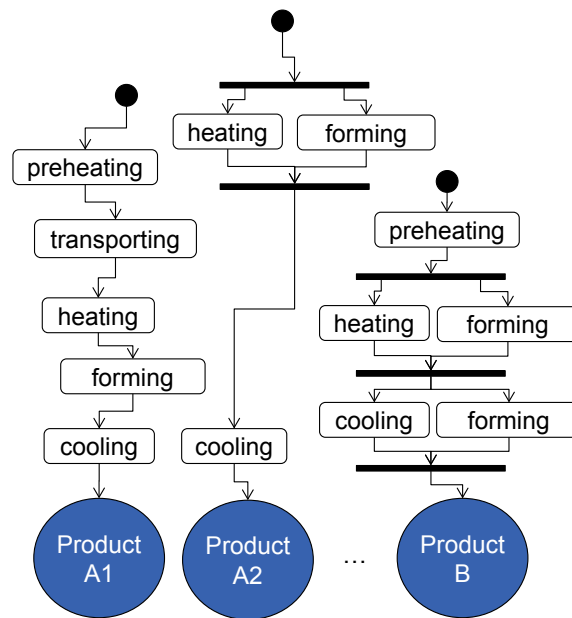 heating
forming
preheating
transporting
heating
forming
cooling
Product
A1
cooling
Product
A2
...
preheating
heating
forming
cooling
forming
Product
B